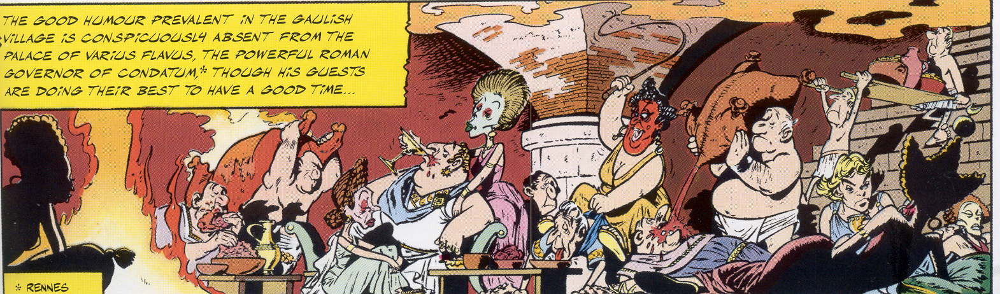 THE GOOD HUMOUR PREVALENT IN THE GAULISH
VILLAGE IS CONSPICUOUSLY ABSENT FROM THE
PALACE OF VARIUS FLAVUS, THE POWERFUL ROMAN
GOVERNOR OF CONDATUM,* THOUGH HIS GUESTS
ARE DOING THEIR BEST TO HAVE A GOOD TIME...
* RENNES